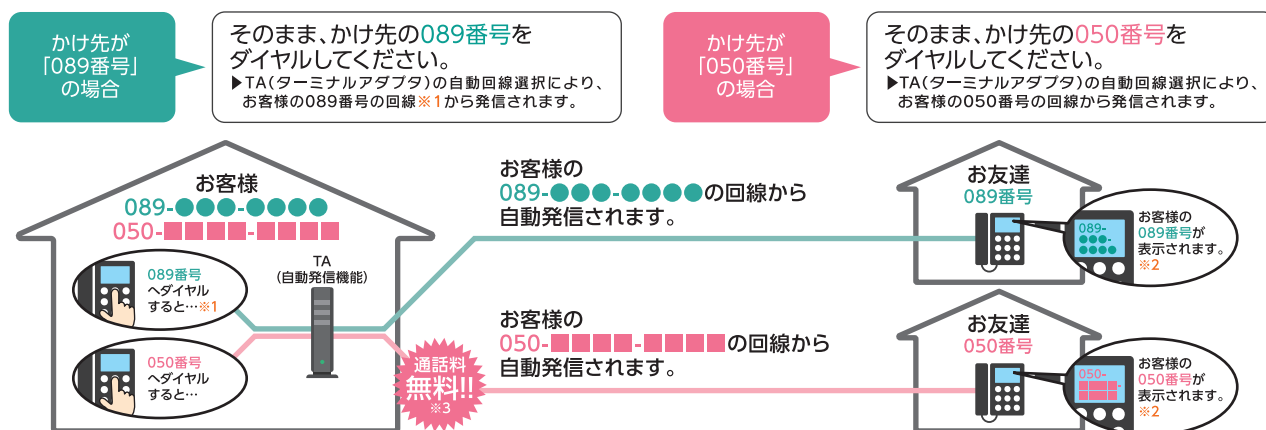 かけ先が
「089番号」
の場合
そのまま、かけ先の089番号を
ダイヤルしてください。
▶TA(ターミナルアダプタ)の自動回線選択により、
お客様の089番号の回線※1から発信されます。
かけ先が
「050番号」
の場合
そのまま、かけ先の050番号を
ダイヤルしてください。
▶TA(ターミナルアダプタ)の自動回線選択により、
お客様の050番号の回線から発信されます。
お客様
089-●●●-●●●●
050-■■■■-■■■■
089番号
へダイヤル
すると…※1
050番号
へダイヤル
すると…
TA
(自動発信機能)
通話料
無料!!
※3
お客様の
089-●●●-●●●●の回線から
自動発信されます。
お客様の
050-■■■■-■■■■の回線から
自動発信されます。
お友達
089番号
089-
●●●-
●●●●
お客様の
089番号が
表示されます。
※2
お友達
050番号
050-
■■■■-
■■■■
お客様の
050番号が
表示されます。
※2